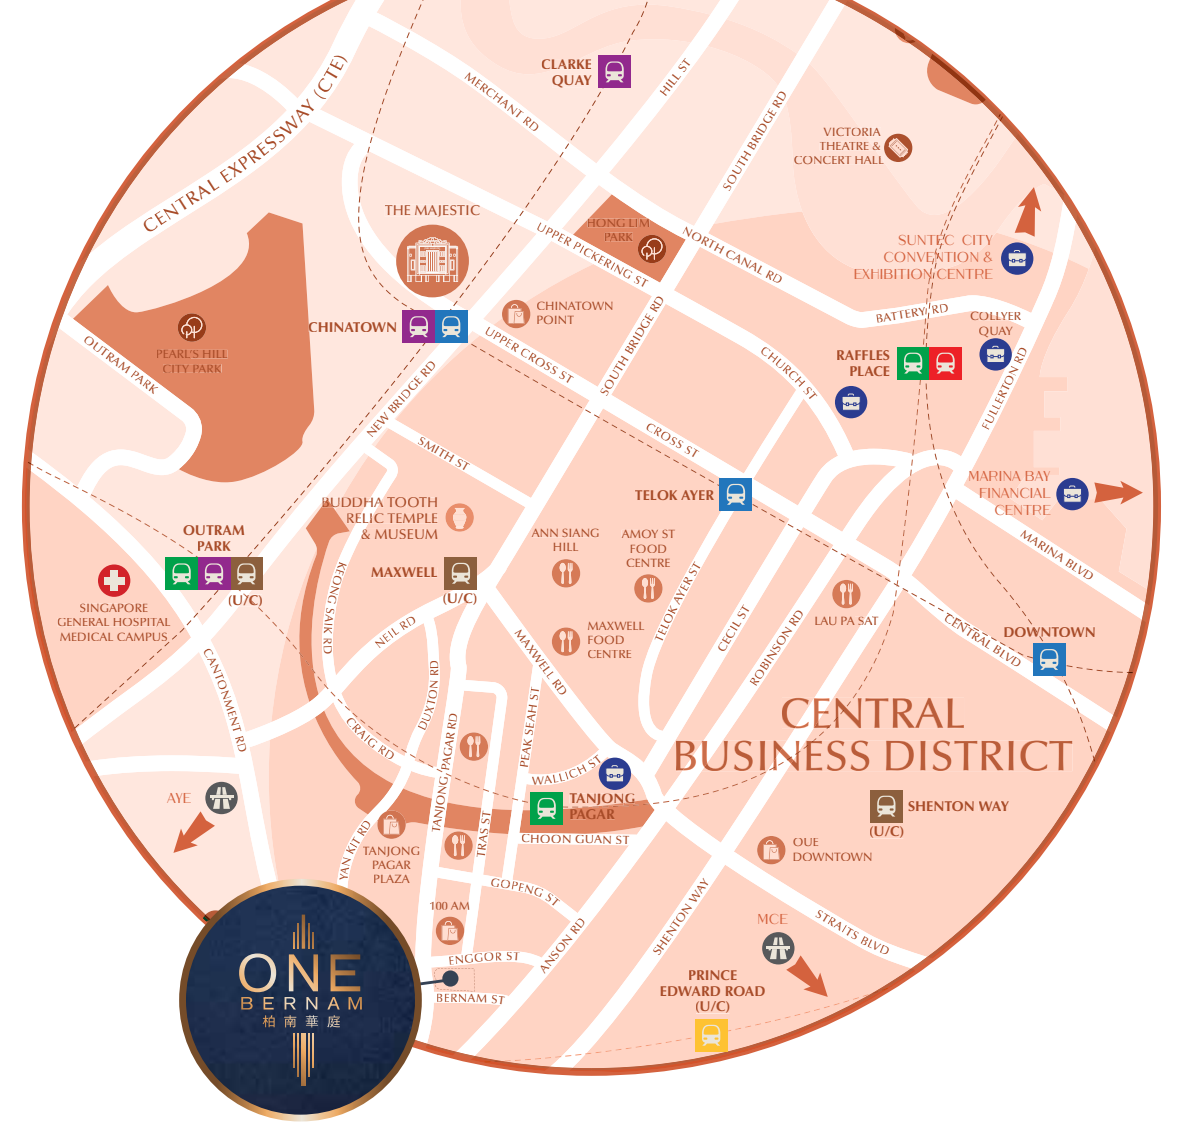 CLARKE
QUAY
MERCHANT RD
HILL ST
SOUTH BRIDGE RD
CENTRAL EXPRESSWAY (CTE)
VICTORIA
THEATRE &
CONCERT HALL
THE MAJESTIC
HONG LIM
PARK
UPPER PICKERING ST
NORTH CANAL RD
SUNTEC CITY
CONVENTION &
EXHIBITION CENTRE
BATTERY RD
COLLYER
QUAY
CHINATOWN
CHINATOWN
POINT
PEARL'S HILL
CITY PARK
OUTRAM PARK
UPPER CROSS ST
SOUTH BRIDGE RD
CHURCH ST
RAFFLES
PLACE
FULLERTON RD
NEW BRIDGE RD
SMITH ST
CROSS ST
TELOK AYER
MARINA BAY
FINANCIAL
CENTRE
BUDDHA TOOTH
RELIC TEMPLE
& MUSEUM
OUTRAM
PARK
(U/C)
ANN SIANG
HILL
AMOY ST
FOOD
CENTRE
MARINA BLVD
MAXWELL
(U/C)
SINGAPORE
GENERAL HOSPITAL
MEDICAL CAMPUS
KEONG SAIK RD
NEIL RD
MAXWELL
FOOD
CENTRE
TELOK AYER ST
CECIL ST
ROBINSON RD
LAU PA SAT
CENTRAL BLVD
DOWNTOWN
CANTONMENT RD
DUXTON RD
MAXWELL RD
CRAIG RD
TANJONG PAGAR RD
PEAK SEAH ST
CENTRAL
BUSINESS DISTRICT
WALLICH ST
AYE
TANJONG
PAGAR
SHENTON WAY
(U/C)
YAN KIT RD
TANJONG
PAGAR
PLAZA
TRAS ST
CHOON GUAN ST
OUE
DOWNTOWN
GOPENG ST
100 AM
ANSON RD
SHENTON WAY
MCE
STRAITS BLVD
ENGGOR ST
BERNAM ST
PRINCE
EDWARD ROAD
(U/C)
ONE
BERNAM
柏南華庭